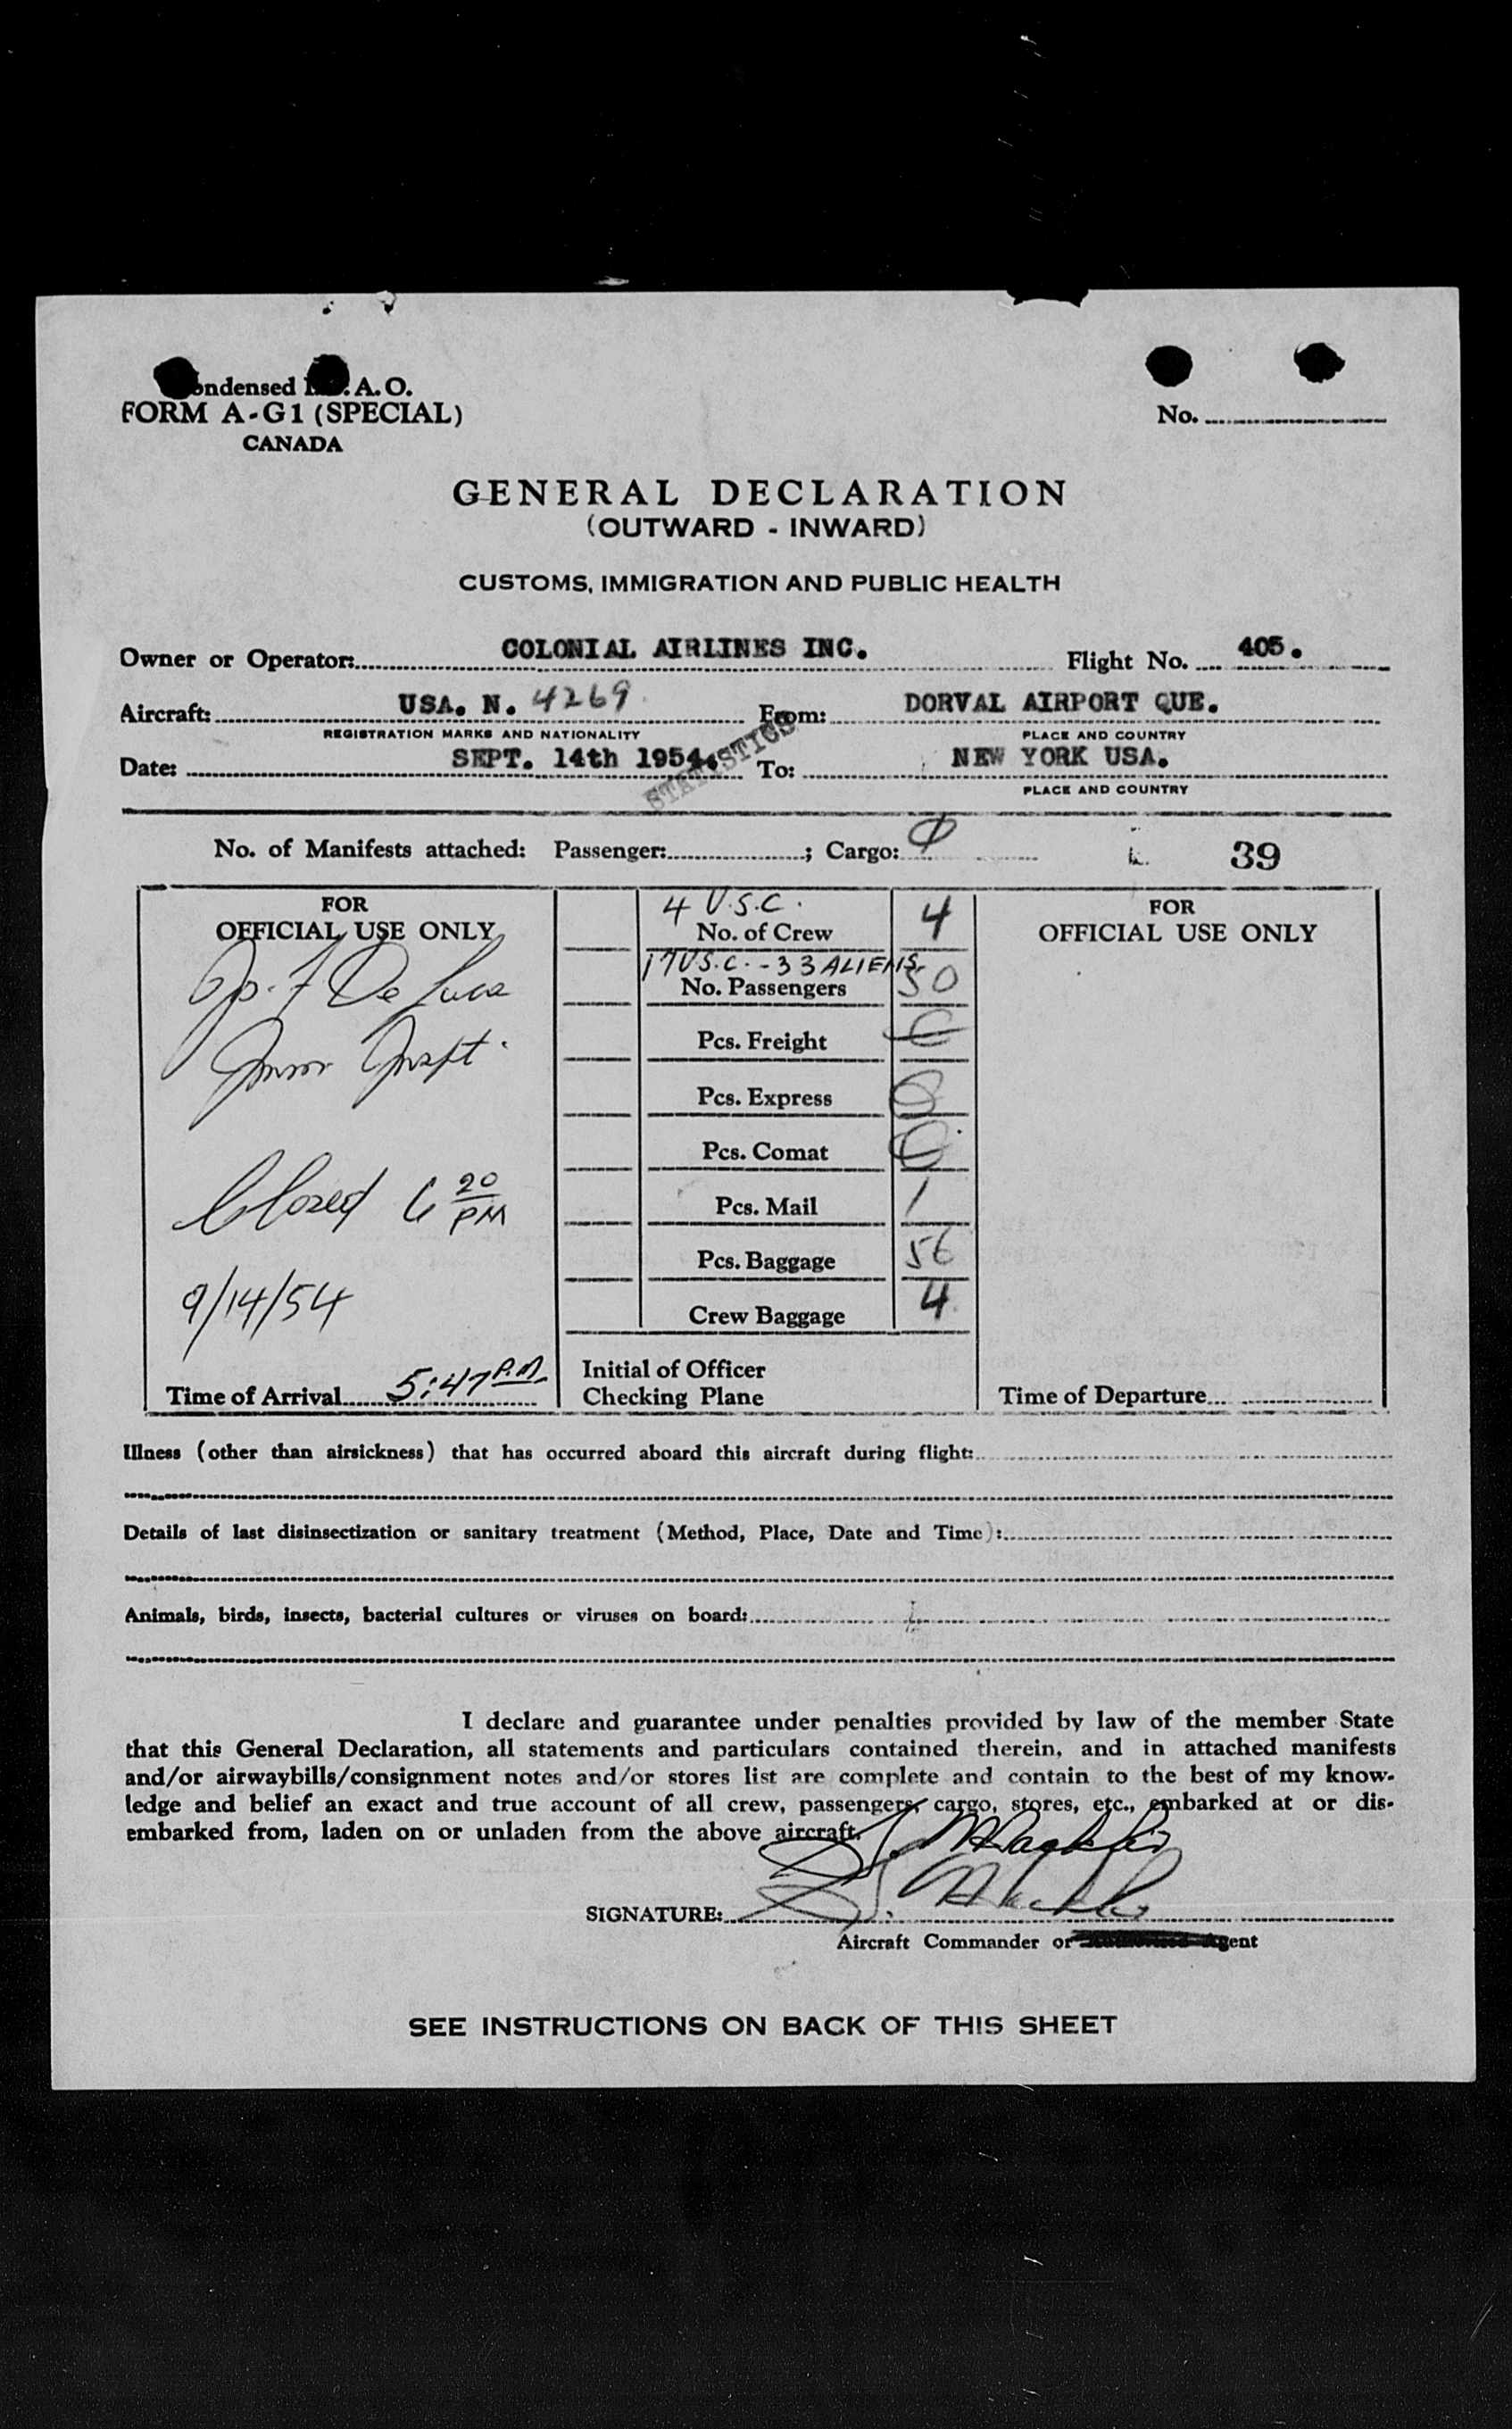 ondensed I. .A.O.
FORM A-G1 (SPECIAL)
CANADA
No.
GENERAL DECLARATION
(OUTWARD - INWARD)
CUSTOMS, IMMIGRATION AND PUBLIC HEALTH
Owner or Operator: COLONIAL AIRLINES INC. Flight No. 405.
Aircraft: USA. N. 4269 From: DORVAL AIRPORT QUE.
REGISTRATION MARKS AND NATIONALITY PLACE AND COUNTRY
STATISTICS
Date: SEPT. 14th 1954. To: NEW YORK USA.
PLACE AND COUNTRY
No. of Manifests attached: Passenger: ; Cargo: 39
FOR
OFFICIAL USE ONLY
De Luca
Closed 6 20 PM
9/14/54
Time of Arrival 5:47 P.M.
4 U.S.C.
No. of Crew 4
17 U.S.C. - 33 ALIENS
No. Passengers 50
Pcs. Freight
Pcs. Express
Pcs. Comat
Pcs. Mail 1
Pcs. Baggage 56
Crew Baggage 4
Initial of Officer
Checking Plane
FOR
OFFICIAL USE ONLY
Time of Departure
Illness (other than airsickness) that has occurred aboard this aircraft during flight:
Details of last disinsectization or sanitary treatment (Method, Place, Date and Time):
Animals, birds, insects, bacterial cultures or viruses on board:
I declare and guarantee under penalties provided by law of the member State
that this General Declaration, all statements and particulars contained therein, and in attached manifests
and/or airwaybills/consignment notes and/or stores list are complete and contain to the best of my know-
ledge and belief an exact and true account of all crew, passengers, cargo, stores, etc., embarked at or dis-
embarked from, laden on or unladen from the above aircraft.
SIGNATURE:
Aircraft Commander or Agent
SEE INSTRUCTIONS ON BACK OF THIS SHEET